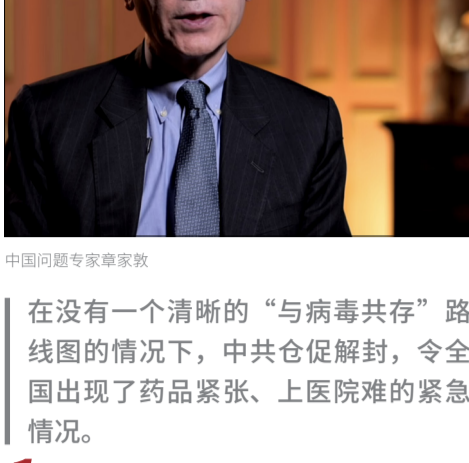 中国问题专家章家敦
在没有一个清晰的“与病毒共存”路
线图的情况下，中共仓促解封，令全
国出现了药品紧张、上医院难的紧急
情况。